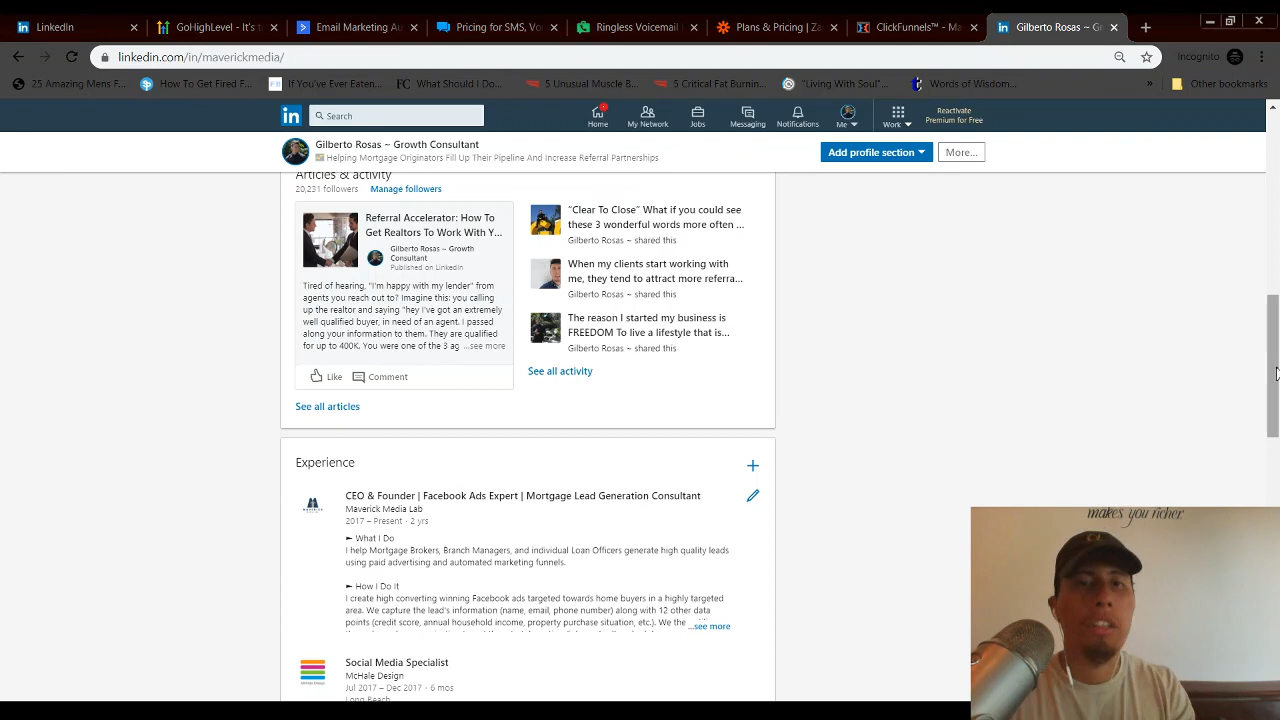 LinkedIn
GoHighLevel - It's t
Email Marketing Au
Pricing for SMS, Vo
Ringless Voicemail
Plans & Pricing | Za
ClickFunnels™ - Ma
Gilberto Rosas ~ G
linkedin.com/in/maverickmedia/
Incognito
25 Amazing Mens F...
How To Get Fired F...
If You've Ever Eaten...
What Should I Do...
5 Unusual Muscle B...
5 Critical Fat Burnin...
"Living With Soul"...
Words of Wisdom...
»
Other bookmarks
in
Search
Home
My Network
Jobs
Messaging
Notifications
Me
Work
Reactivate
Premium for Free
Gilberto Rosas ~ Growth Consultant
Helping Mortgage Originators Fill Up Their Pipeline And Increase Referral Partnerships
Add profile section
More...
Articles & activity
20,231 followers
Manage followers
Referral Accelerator: How To
Get Realtors To Work With Y...
Gilberto Rosas ~ Growth
Consultant
Published on LinkedIn
Tired of hearing, "I'm happy with my lender" from
agents you reach out to? Imagine this: you calling
up the realtor and saying "hey I've got an extremely
well qualified buyer, in need of an agent. I passed
along your information to them. They are qualified
for up to 400K. You were one of the 3 ag ...see more
Like
Comment
See all articles
"Clear To Close" What if you could see
these 3 wonderful words more often ...
Gilberto Rosas ~ shared this
When my clients start working with
me, they tend to attract more referra...
Gilberto Rosas ~ shared this
The reason I started my business is
FREEDOM To live a lifestyle that is...
Gilberto Rosas ~ shared this
See all activity
Experience
CEO & Founder | Facebook Ads Expert | Mortgage Lead Generation Consultant
Maverick Media Lab
2017 – Present · 2 yrs
► What I Do
I help Mortgage Brokers, Branch Managers, and individual Loan Officers generate high quality leads
using paid advertising and automated marketing funnels.
► How I Do It
I create high converting winning Facebook ads targeted towards home buyers in a highly targeted
area. We capture the lead's information (name, email, phone number) along with 12 other data
points (credit score, annual household income, property purchase situation, etc.). We the
...see more
Social Media Specialist
McHale Design
Jul 2017 – Dec 2017 · 6 mos
Long Beach
makes you richer.